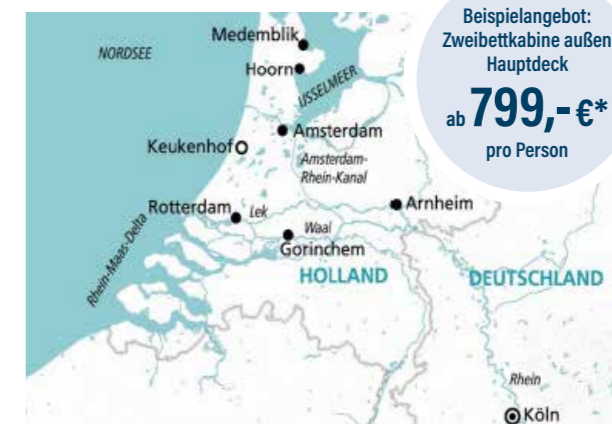 Beispielangebot:
Zweibettkabine außen
Hauptdeck
ab 799,- €*
pro Person
Medemblik
NORDSEE
Hoorn
IJSSELMEER
Amsterdam
Keukenhof
Amsterdam-
Rhein-Kanal
Rotterdam
Lek
Arnheim
Waal
Gorinchem
Rhein-Maas-Delta
HOLLAND
DEUTSCHLAND
Rhein
Köln